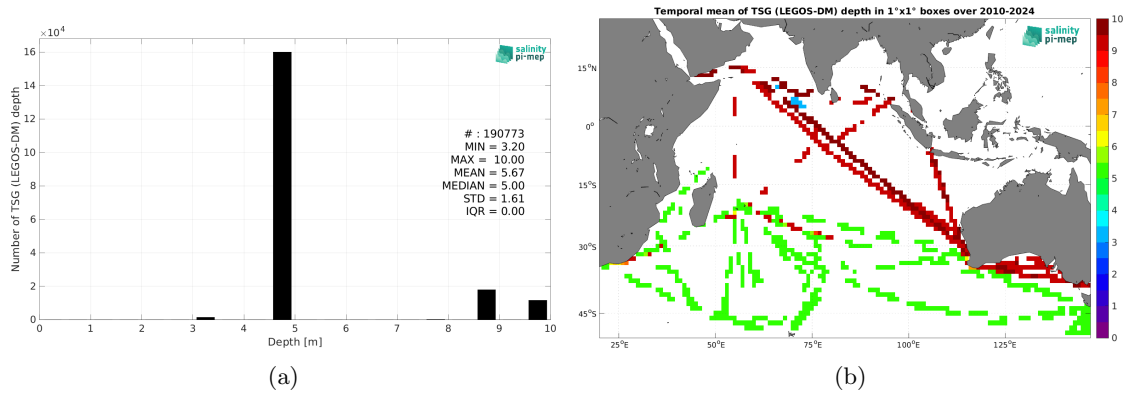 ×10⁴
16
14
12
10
8
6
4
2
0
Number of TSG (LEGOS-DM) depth
salinity
pi-mep
# : 190773
MIN = 3.20
MAX = 10.00
MEAN = 5.67
MEDIAN = 5.00
STD = 1.61
IQR = 0.00
0 1 2 3 4 5 6 7 8 9 10
Depth [m]
(a)
Temporal mean of TSG (LEGOS-DM) depth in 1°x1° boxes over 2010-2024
salinity
pi-mep
15°N
0°
15°S
30°S
45°S
25°E 50°E 75°E 100°E 125°E
10
9
8
7
6
5
4
3
2
1
0
(b)